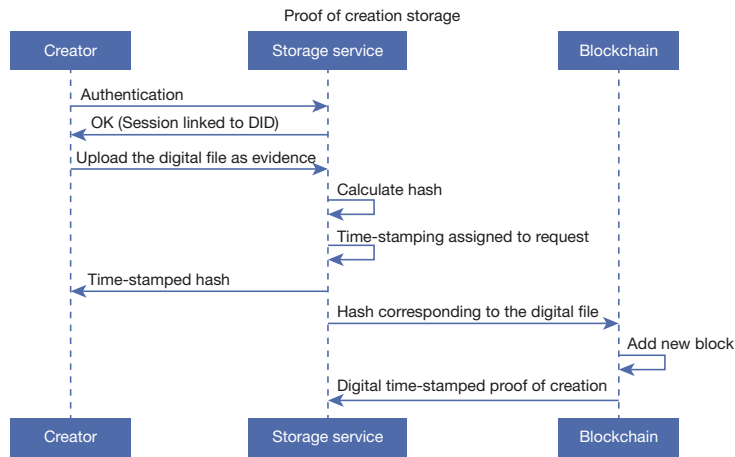 Proof of creation storage
Creator
Storage service
Blockchain
Authentication
OK (Session linked to DID)
Upload the digital file as evidence
Calculate hash
Time-stamping assigned to request
Time-stamped hash
Hash corresponding to the digital file
Add new block
Digital time-stamped proof of creation
Creator
Storage service
Blockchain